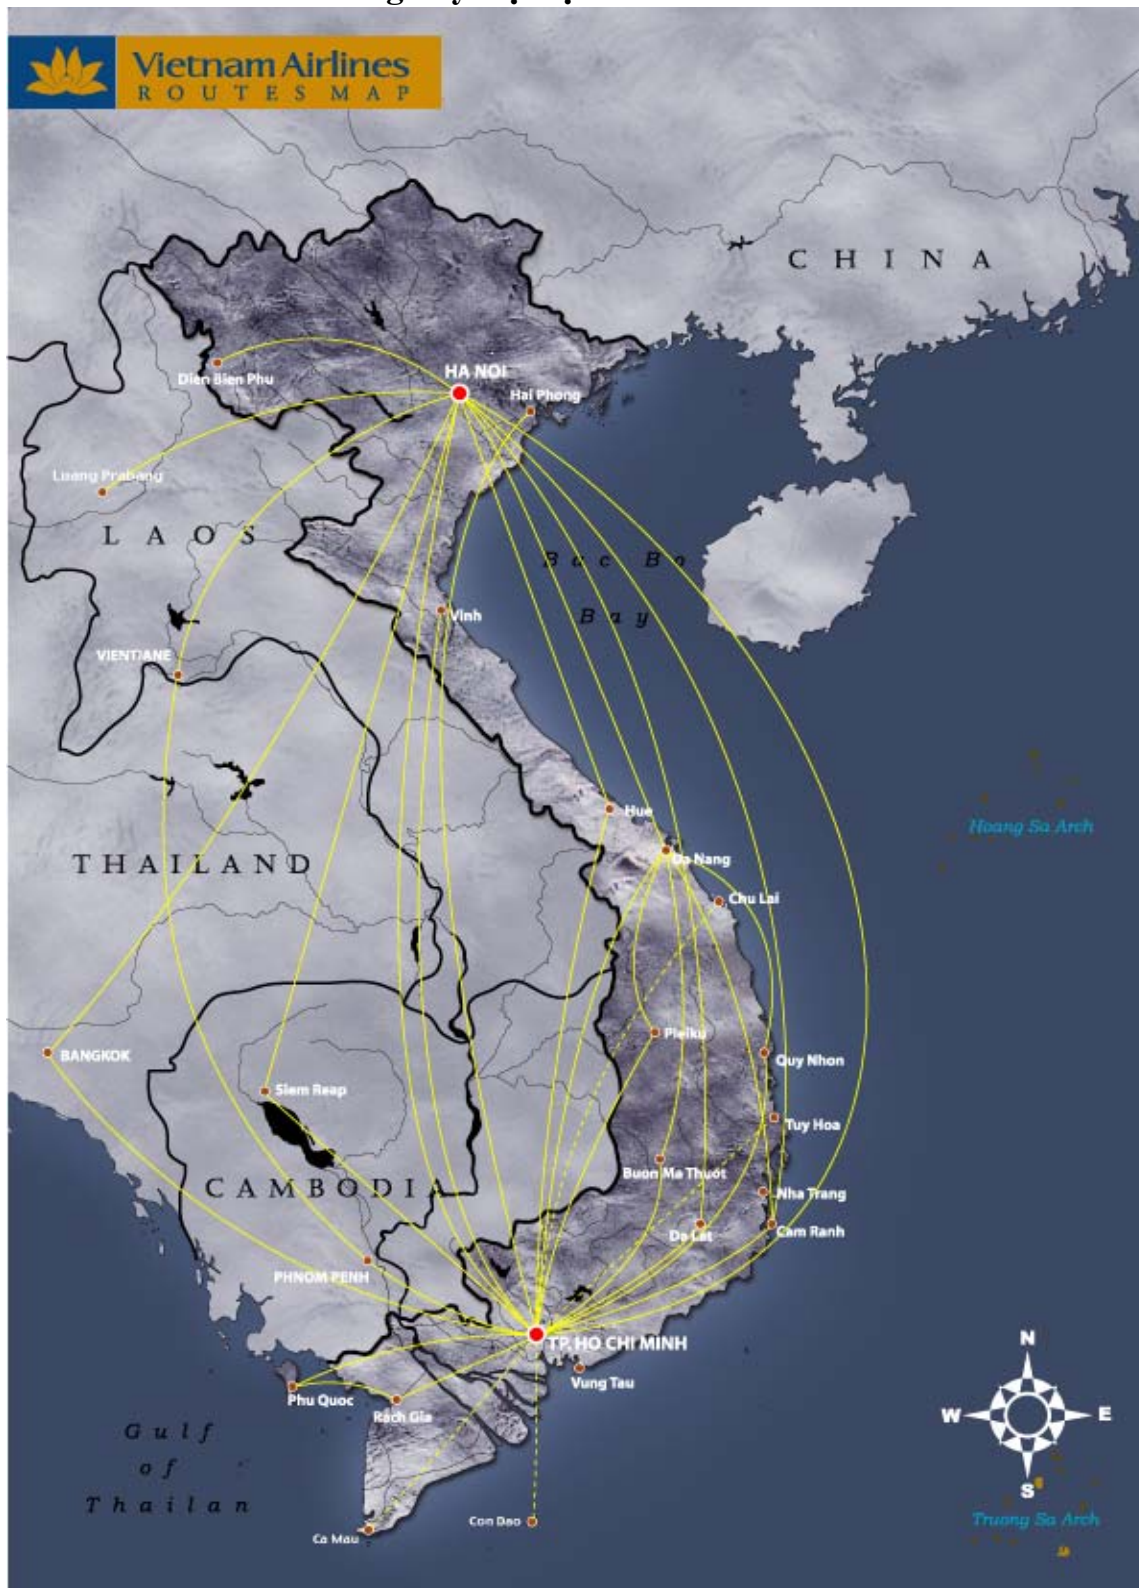 Vietnam Airlines
ROUTES MAP
CHINA
HA NOI
Dien Bien Phu
Hai Phong
Luang Prabang
LAOS
Bac Bo
Bay
Vinh
VIENTIANE
Hue
Hoang Sa Arch
Da Nang
THAILAND
Chu Lai
Pleiku
BANGKOK
Quy Nhon
Siem Reap
Tuy Hoa
Buon Ma Thuot
CAMBODIA
Nha Trang
Da Lat
Cam Ranh
PHNOM PENH
TP. HO CHI MINH
N
Vung Tau
Phu Quoc
Rach Gia
W
E
Gulf
of
Thailan
S
Con Dao
Truong Sa Arch
Ca Mau